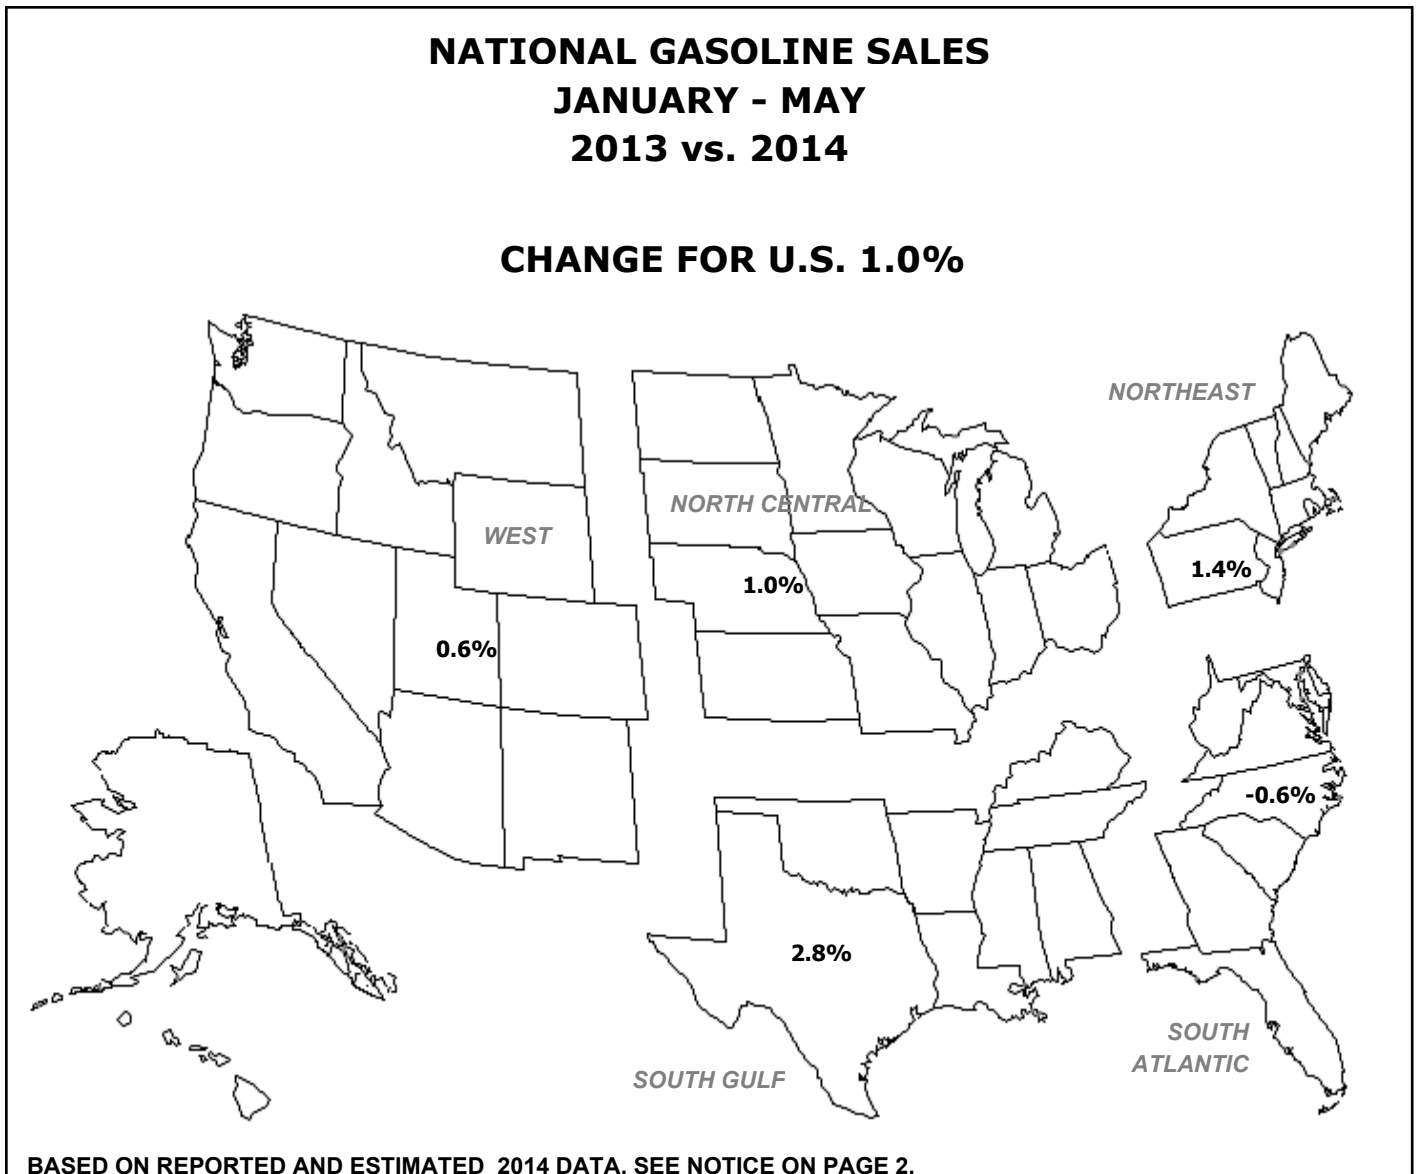 NATIONAL GASOLINE SALES
JANUARY - MAY
2013 vs. 2014
CHANGE FOR U.S. 1.0%
NORTHEAST
NORTH CENTRAL
WEST
1.4%
1.0%
0.6%
-0.6%
2.8%
SOUTH
ATLANTIC
SOUTH GULF
BASED ON REPORTED AND ESTIMATED 2014 DATA. SEE NOTICE ON PAGE 2.